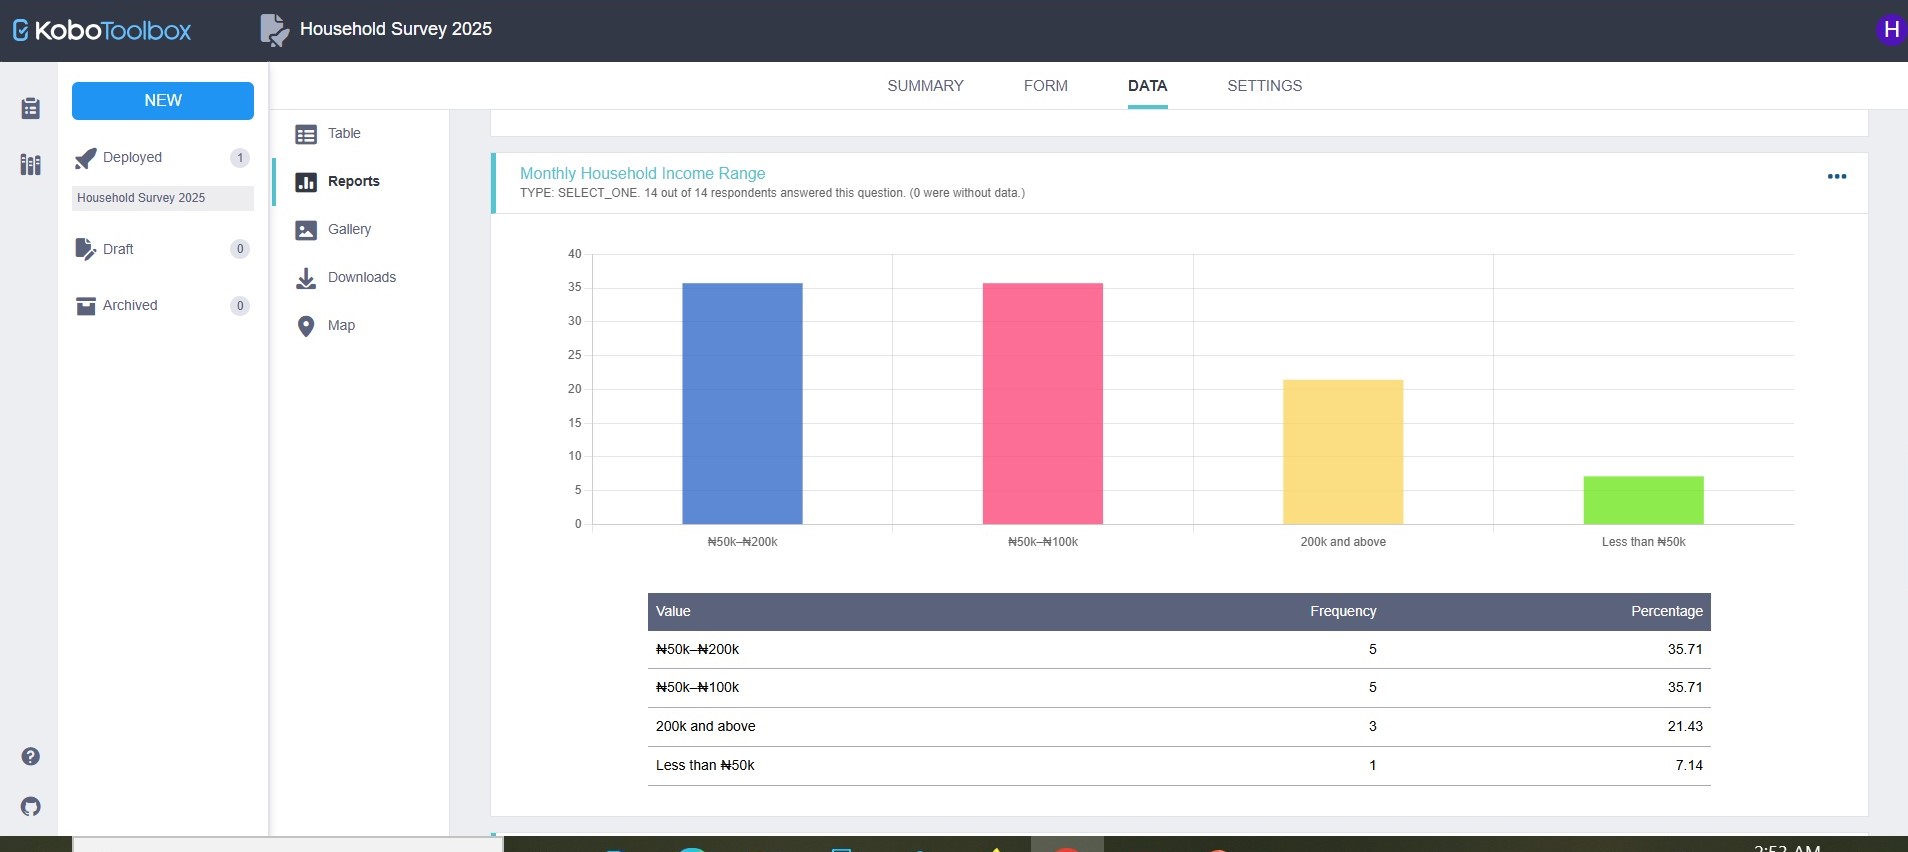 KoboToolbox
Household Survey 2025
H
SUMMARY FORM DATA SETTINGS
NEW
Deployed 1
Household Survey 2025
Draft 0
Archived 0
Table
Reports
Gallery
Downloads
Map
Monthly Household Income Range
TYPE: SELECT_ONE. 14 out of 14 respondents answered this question. (0 were without data.)
40
35
30
25
20
15
10
5
0
₦50k–₦200k ₦50k–₦100k 200k and above Less than ₦50k
Value Frequency Percentage
₦50k–₦200k 5 35.71
₦50k–₦100k 5 35.71
200k and above 3 21.43
Less than ₦50k 1 7.14
2:53 AM